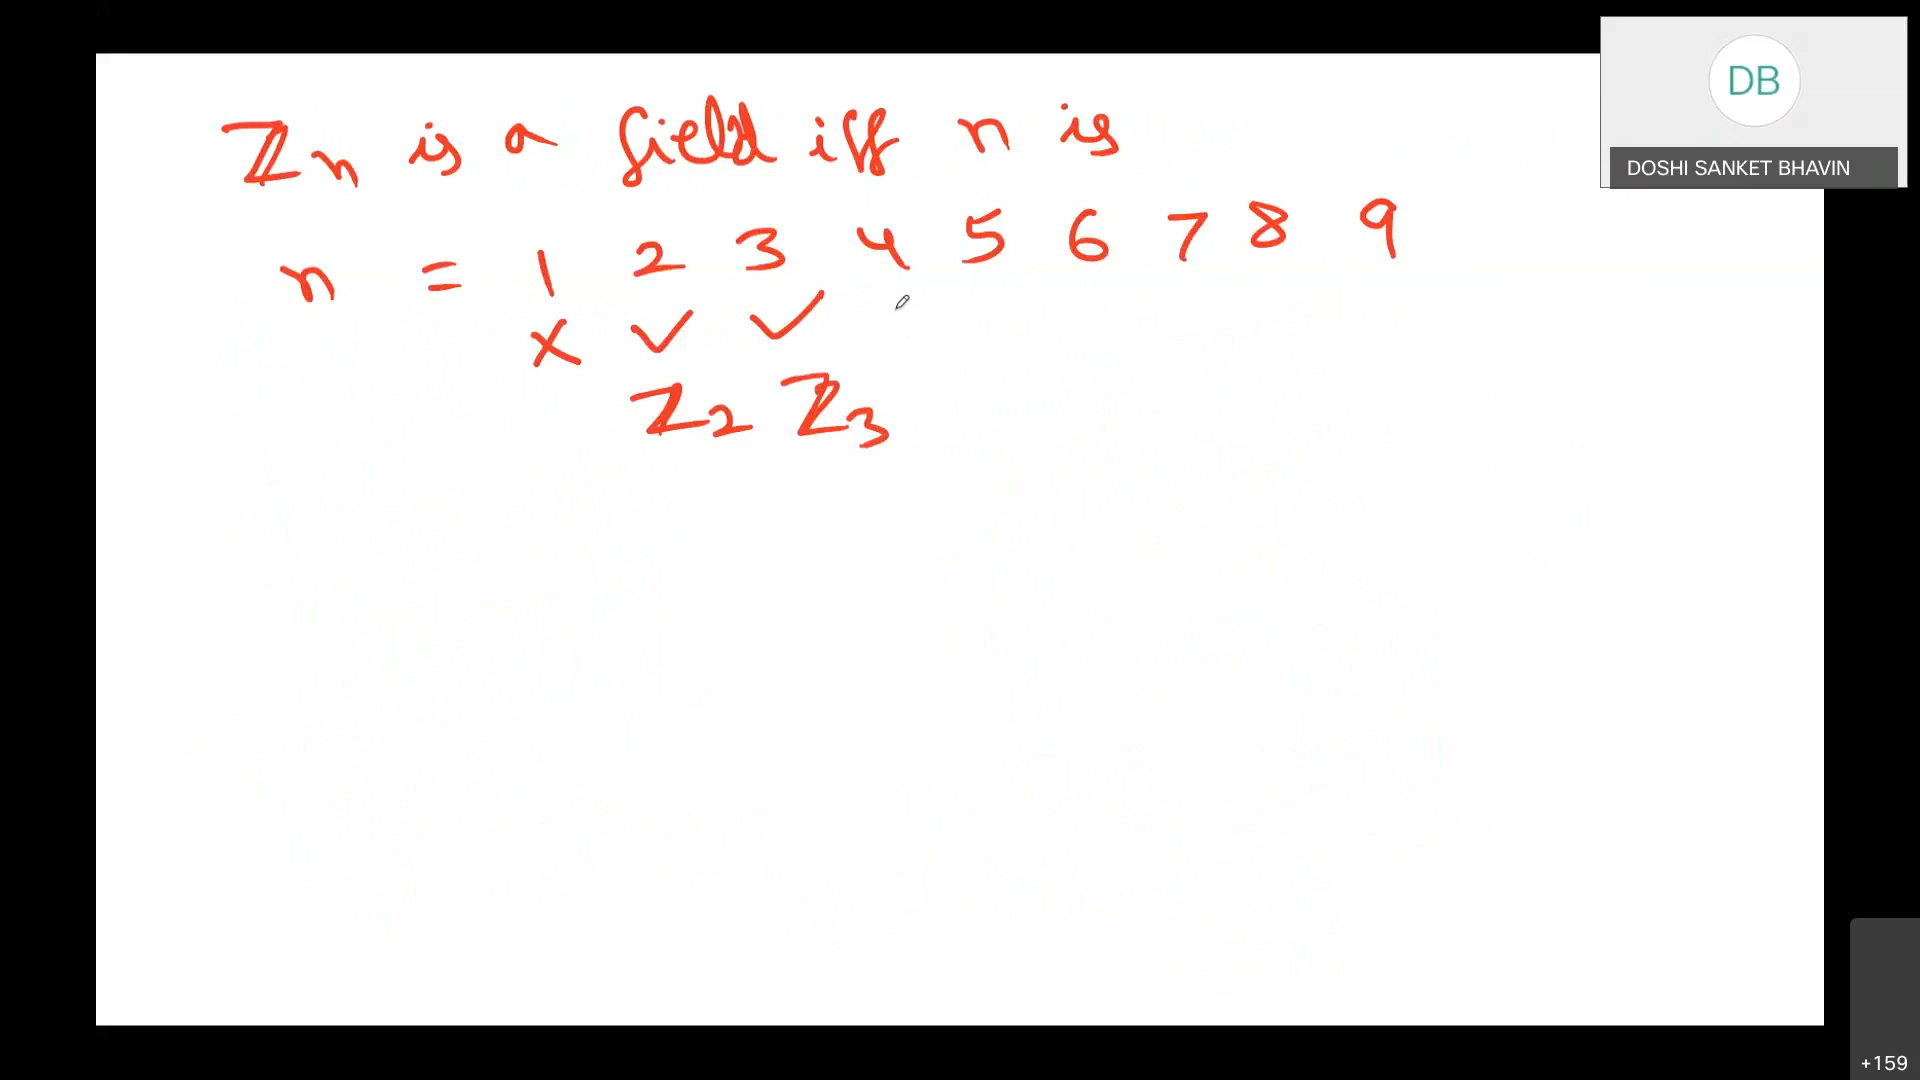 ℤn is a field iff n is
n = 1 2 3 4 5 6 7 8 9
× ✓ ✓
ℤ2 ℤ3
DB
DOSHI SANKET BHAVIN
+159